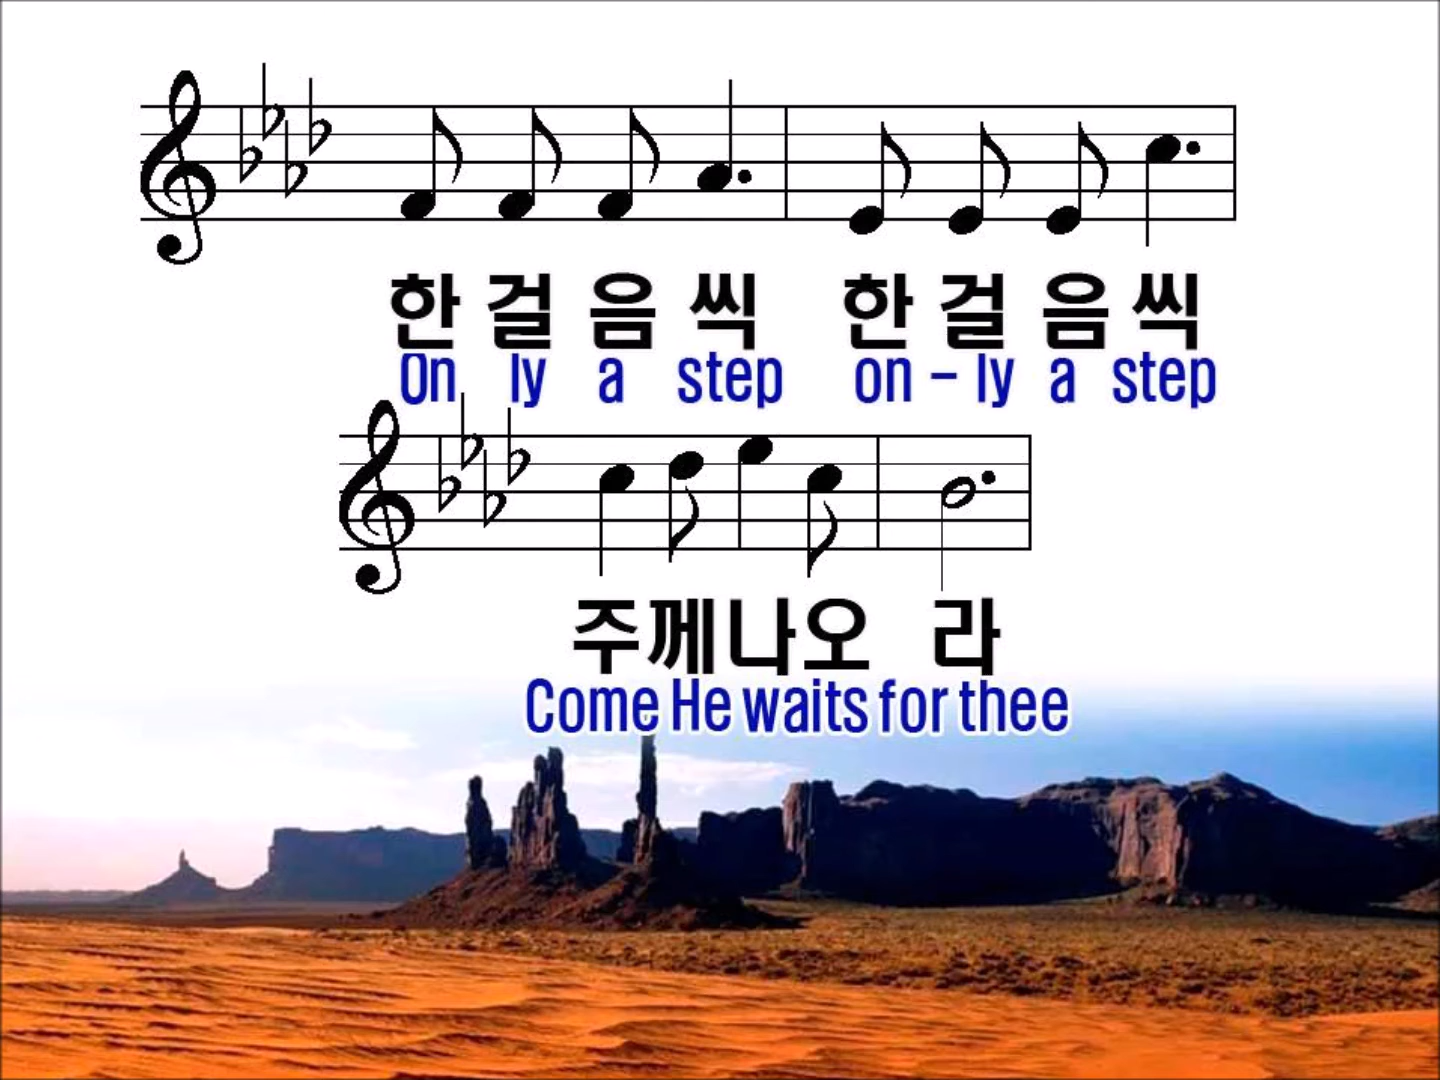 한 걸 음 씩 한 걸 음 씩
On ly a step on - ly a step
주께나오 라
Come He waits for thee